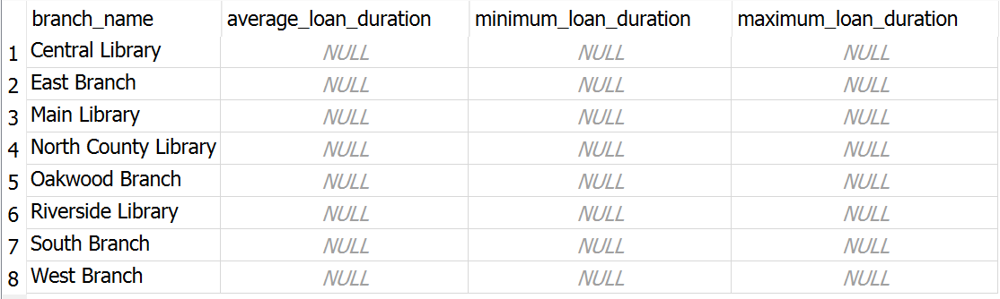 branch_name average_loan_duration minimum_loan_duration maximum_loan_duration
1 Central Library NULL NULL NULL
2 East Branch NULL NULL NULL
3 Main Library NULL NULL NULL
4 North County Library NULL NULL NULL
5 Oakwood Branch NULL NULL NULL
6 Riverside Library NULL NULL NULL
7 South Branch NULL NULL NULL
8 West Branch NULL NULL NULL